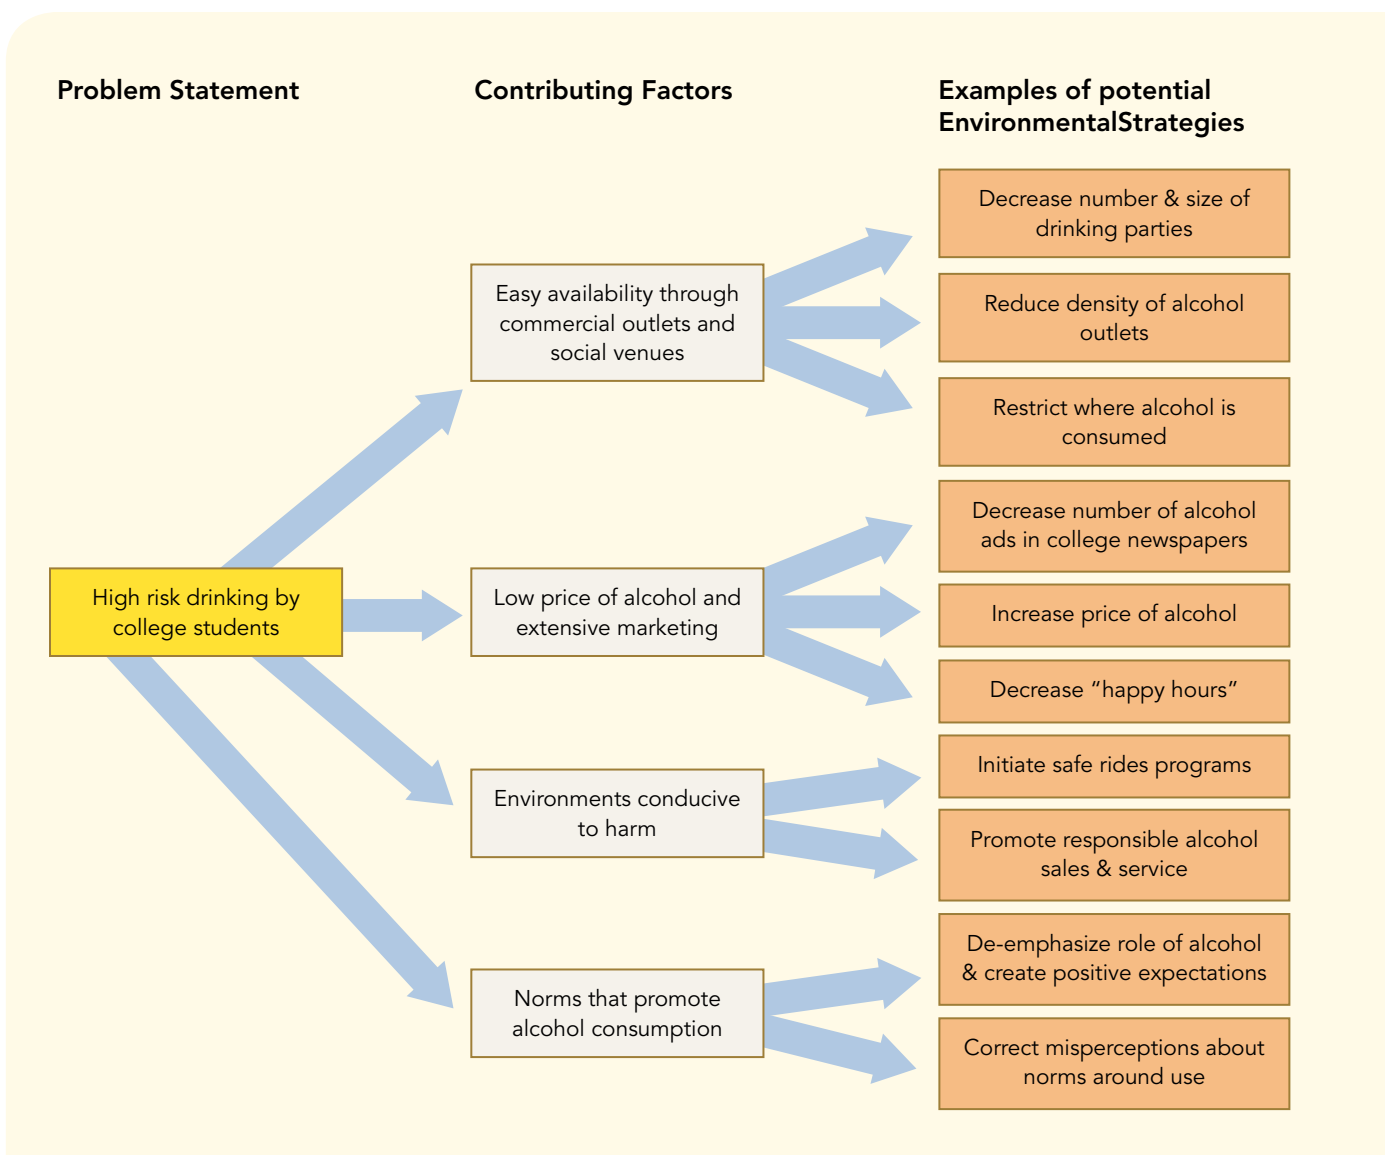 Problem Statement
Contributing Factors
Examples of potential
EnvironmentalStrategies
High risk drinking by
college students
Easy availability through
commercial outlets and
social venues
Low price of alcohol and
extensive marketing
Environments conducive
to harm
Norms that promote
alcohol consumption
Decrease number & size of
drinking parties
Reduce density of alcohol
outlets
Restrict where alcohol is
consumed
Decrease number of alcohol
ads in college newspapers
Increase price of alcohol
Decrease “happy hours”
Initiate safe rides programs
Promote responsible alcohol
sales & service
De-emphasize role of alcohol
& create positive expectations
Correct misperceptions about
norms around use